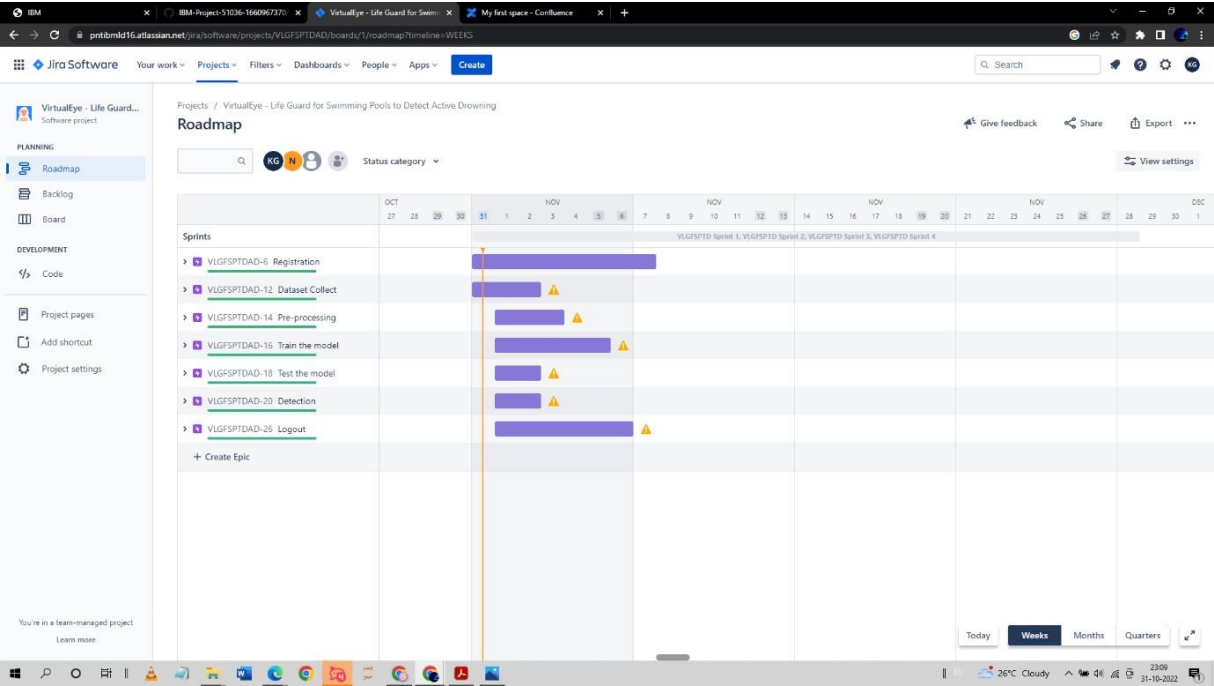 IBM
IBM-Project-51036-1660967370/
VirtualEye - Life Guard for Swimm
My first space - Confluence
pntibmld16.atlassian.net/jira/software/projects/VLGFSPTDAD/boards/1/roadmap?timeline=WEEKS
Jira Software Your work Projects Filters Dashboards People Apps Create Search KG
VirtualEye - Life Guard...
Software project
PLANNING
Roadmap
Backlog
Board
DEVELOPMENT
Code
Project pages
Add shortcut
Project settings
You're in a team-managed project
Learn more
Projects / VirtualEye - Life Guard for Swimming Pools to Detect Active Drowning
Roadmap
Give feedback Share Export
KG N Status category View settings
OCT NOV NOV NOV NOV DEC
27 28 29 30 31 1 2 3 4 5 6 7 8 9 10 11 12 13 14 15 16 17 18 19 20 21 22 23 24 25 26 27 28 29 30 1
Sprints VLGFSPTD Sprint 1, VLGFSPTD Sprint 2, VLGFSPTD Sprint 3, VLGFSPTD Sprint 4
VLGFSPTDAD-6 Registration
VLGFSPTDAD-12 Dataset Collect
VLGFSPTDAD-14 Pre-processing
VLGFSPTDAD-16 Train the model
VLGFSPTDAD-18 Test the model
VLGFSPTDAD-20 Detection
VLGFSPTDAD-26 Logout
+ Create Epic
Today Weeks Months Quarters
26°C Cloudy
23:09
31-10-2022